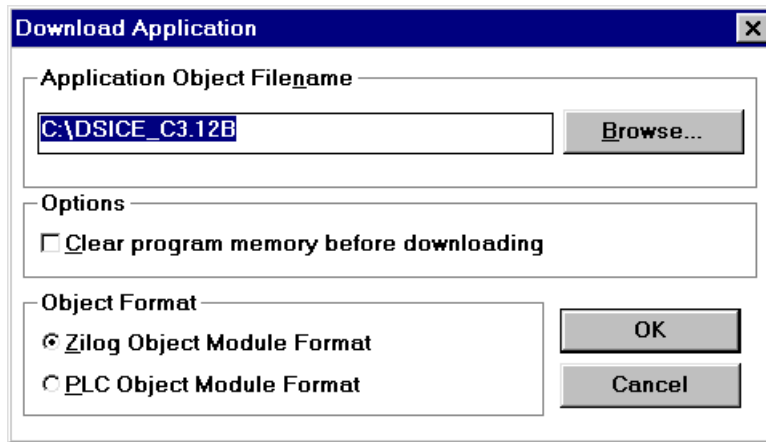 Download Application
Application Object Filename
C:\DSICE_C3.12B
Browse...
Options
Clear program memory before downloading
Object Format
Zilog Object Module Format
OK
PLC Object Module Format
Cancel